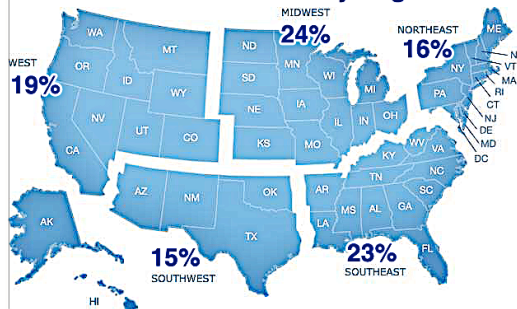 MIDWEST
24%
NORTHEAST
16%
WEST
19%
WA
OR
CA
NV
ID
MT
WY
UT
CO
ND
SD
NE
KS
MN
IA
MO
WI
IL
MI
IN
OH
ME
NY
PA
VT
MA
RI
CT
NJ
DE
MD
DC
AZ
NM
OK
TX
15%
SOUTHWEST
AR
LA
MS
AL
GA
FL
SC
NC
TN
KY
WV
VA
23%
SOUTHEAST
AK
HI